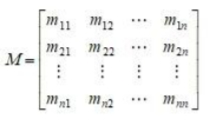 M = [ m₁₁ m₁₂ ⋯ m₁ₙ
m₂₁ m₂₂ ⋯ m₂ₙ
⋮ ⋮ ⋮ ⋮
mₙ₁ mₙ₂ ⋯ mₙₙ ]